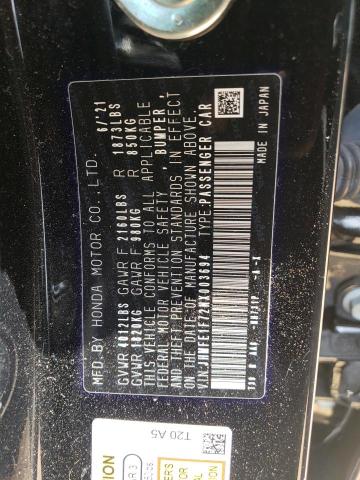 MFD.BY HONDA MOTOR CO.,LTD. 6/'21
GVWR 4012LBS GAWR F 2160LBS R 1873LBS
GVWR 1820KG GAWR F 980KG R 850KG
THIS VEHICLE CONFORMS TO ALL APPLICABLE
FEDERAL MOTOR VEHICLE SAFETY, BUMPER,
AND THEFT PREVENTION STANDARDS IN EFFECT
ON THE DATE OF MANUFACTURE SHOWN ABOVE.
V.I.N.: TYPE:PASSENGER CAR
MADE IN JAPAN
T20 A5